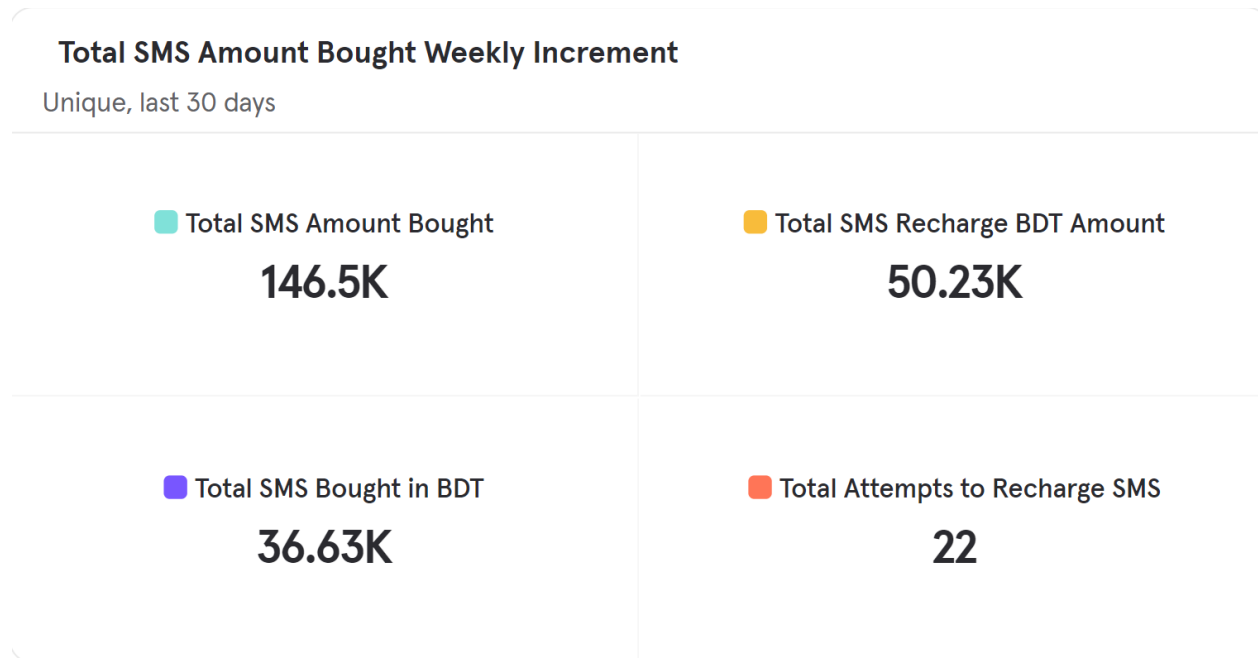 Total SMS Amount Bought Weekly Increment
Unique, last 30 days
Total SMS Amount Bought
146.5K
Total SMS Recharge BDT Amount
50.23K
Total SMS Bought in BDT
36.63K
Total Attempts to Recharge SMS
22